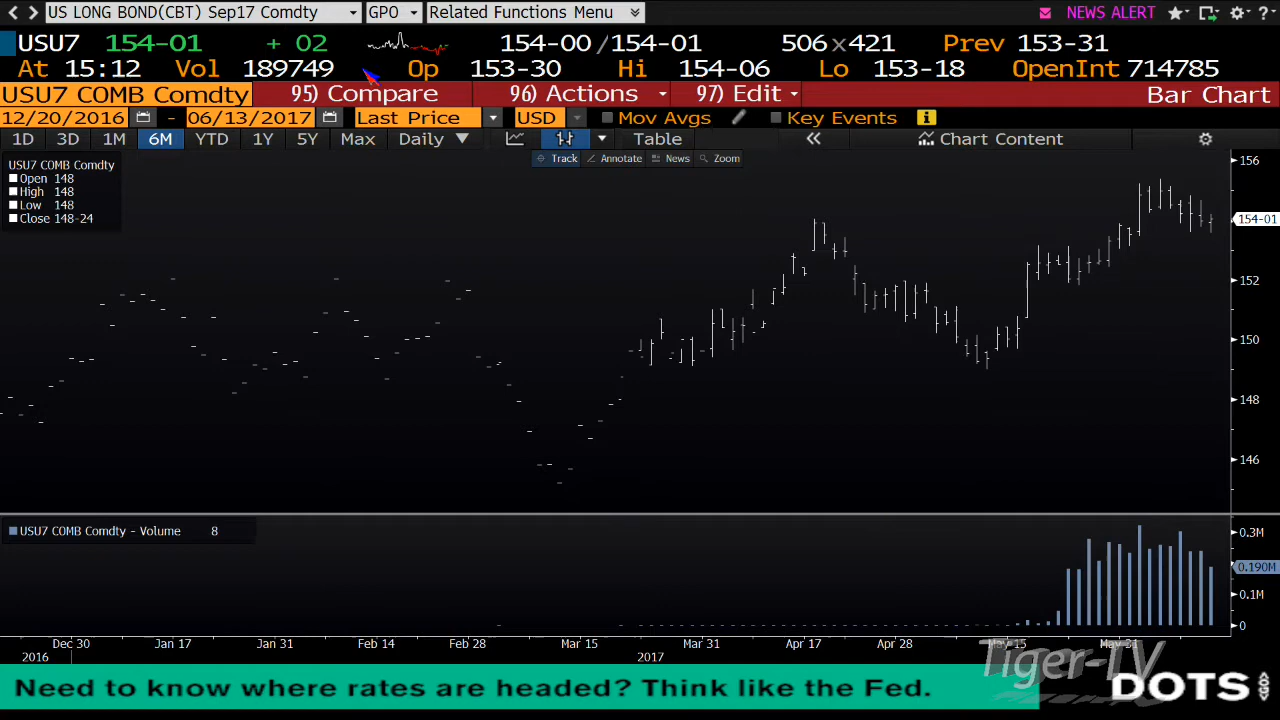 US LONG BOND(CBT) Sep17 Comdty GPO Related Functions Menu NEWS ALERT ?
USU7 154-01 + 02 154-00 /154-01 506x421 Prev 153-31
At 15:12 Vol 189749 Op 153-30 Hi 154-06 Lo 153-18 OpenInt 714785
USU7 COMB Comdty 95) Compare 96) Actions 97) Edit Bar Chart
12/20/2016 - 06/13/2017 Last Price USD Mov Avgs Key Events i
1D 3D 1M 6M YTD 1Y 5Y Max Daily Table « Chart Content
Track Annotate News Zoom
USU7 COMB Comdty
Open 148
High 148
Low 148
Close 148-24
156
154-01
152
150
148
146
USU7 COMB Comdty - Volume 8
0.3M
0.190M
0.1M
0
Dec 30 Jan 17 Jan 31 Feb 14 Feb 28 Mar 15 Mar 31 Apr 17 Apr 28 May 15 May 31
2016 2017
Tiger-TV
Need to know where rates are headed? Think like the Fed.
DOTS